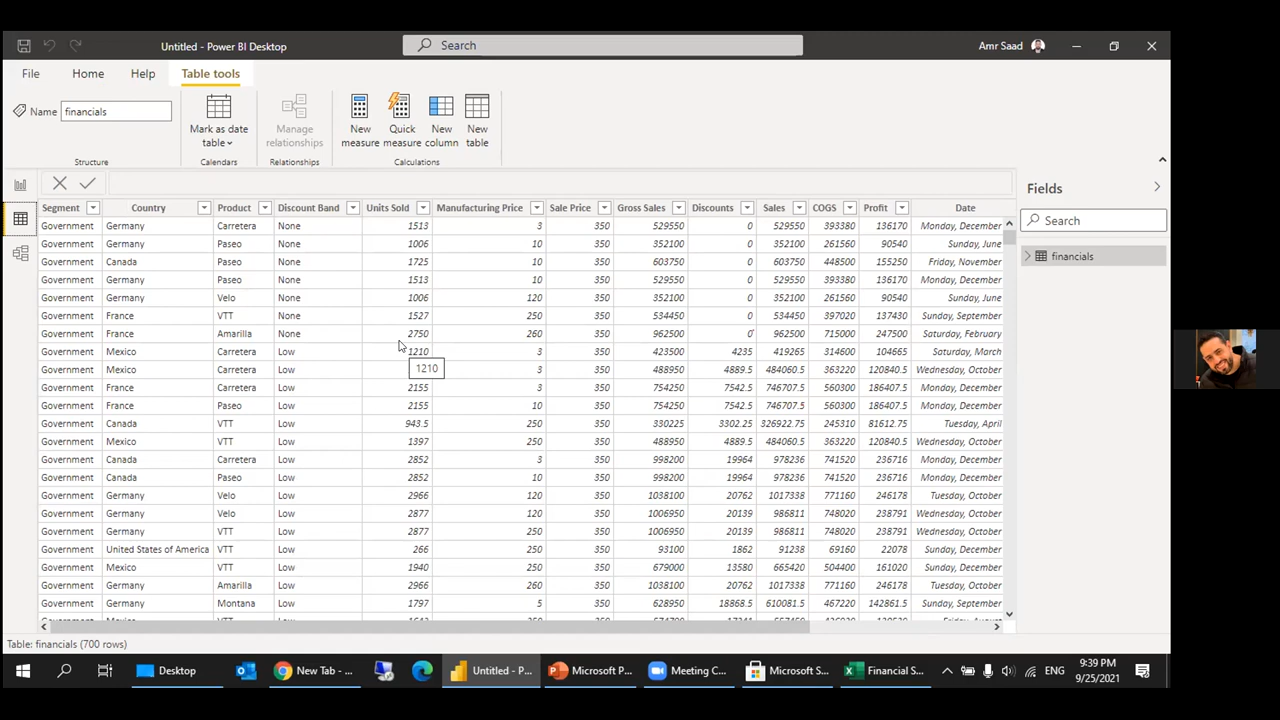 Untitled - Power BI Desktop
Search
Amr Saad
File Home Help Table tools
Name financials
Mark as date table
Manage relationships
New measure
Quick measure
New column
New table
Structure Calendars Relationships Calculations
Segment Country Product Discount Band Units Sold Manufacturing Price Sale Price Gross Sales Discounts Sales COGS Profit Date
Government Germany Carretera None 1513 3 350 529550 0 529550 393380 136170 Monday, December
Government Germany Paseo None 1006 10 350 352100 0 352100 261560 90540 Sunday, June
Government Canada Paseo None 1725 10 350 603750 0 603750 448500 155250 Friday, November
Government Germany Paseo None 1513 10 350 529550 0 529550 393380 136170 Monday, December
Government Germany Velo None 1006 120 350 352100 0 352100 261560 90540 Sunday, June
Government France VTT None 1527 250 350 534450 0 534450 397020 137430 Sunday, September
Government France Amarilla None 2750 260 350 962500 0 962500 715000 247500 Saturday, February
Government Mexico Carretera Low 1210 3 350 423500 4235 419265 314600 104665 Saturday, March
Government Mexico Carretera Low 3 350 488950 4889.5 484060.5 363220 120840.5 Wednesday, October
1210
Government France Carretera Low 2155 3 350 754250 7542.5 746707.5 560300 186407.5 Monday, December
Government France Paseo Low 2155 10 350 754250 7542.5 746707.5 560300 186407.5 Monday, December
Government Canada VTT Low 943.5 250 350 330225 3302.25 326922.75 245310 81612.75 Tuesday, April
Government Mexico VTT Low 1397 250 350 488950 4889.5 484060.5 363220 120840.5 Wednesday, October
Government Canada Carretera Low 2852 3 350 998200 19964 978236 741520 236716 Monday, December
Government Canada Paseo Low 2852 10 350 998200 19964 978236 741520 236716 Monday, December
Government Germany Velo Low 2966 120 350 1038100 20762 1017338 771160 246178 Tuesday, October
Government Germany Velo Low 2877 120 350 1006950 20139 986811 748020 238791 Wednesday, October
Government Germany VTT Low 2877 250 350 1006950 20139 986811 748020 238791 Wednesday, October
Government United States of America VTT Low 266 250 350 93100 1862 91238 69160 22078 Sunday, December
Government Mexico VTT Low 1940 250 350 679000 13580 665420 504400 161020 Sunday, December
Government Germany Amarilla Low 2966 260 350 1038100 20762 1017338 771160 246178 Tuesday, October
Government Germany Montana Low 1797 5 350 628950 18868.5 610081.5 467220 142861.5 Sunday, September
Fields
Search
financials
Table: financials (700 rows)
Desktop New Tab - ... Untitled - P... Microsoft P... Meeting C... Microsoft S... Financial S... ENG 9:39 PM
9/25/2021